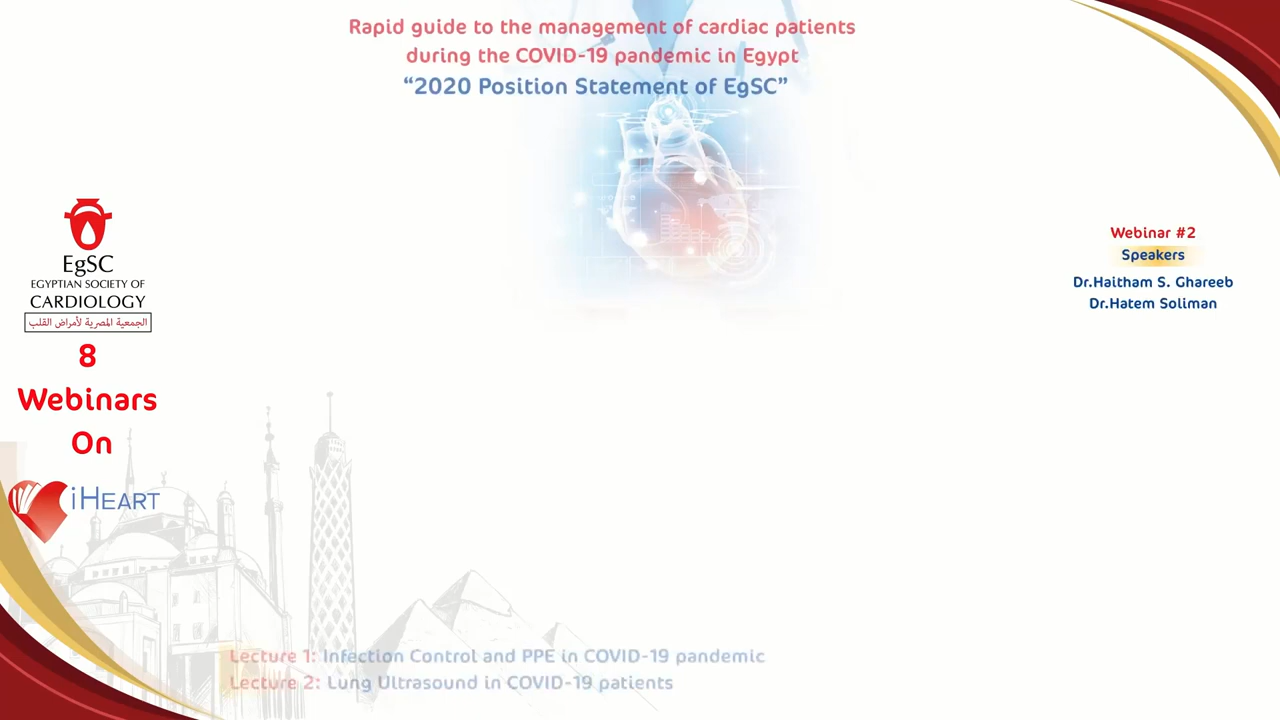 Rapid guide to the management of cardiac patients
during the COVID-19 pandemic in Egypt
“2020 Position Statement of EgSC”
EgSC
EGYPTIAN SOCIETY OF
CARDIOLOGY
الجمعية المصرية لأمراض القلب
8
Webinars
On
iHEART
Webinar #2
Speakers
Dr.Haitham S. Ghareeb
Dr.Hatem Soliman
Lecture 1: Infection Control and PPE in COVID-19 pandemic
Lecture 2: Lung Ultrasound in COVID-19 patients